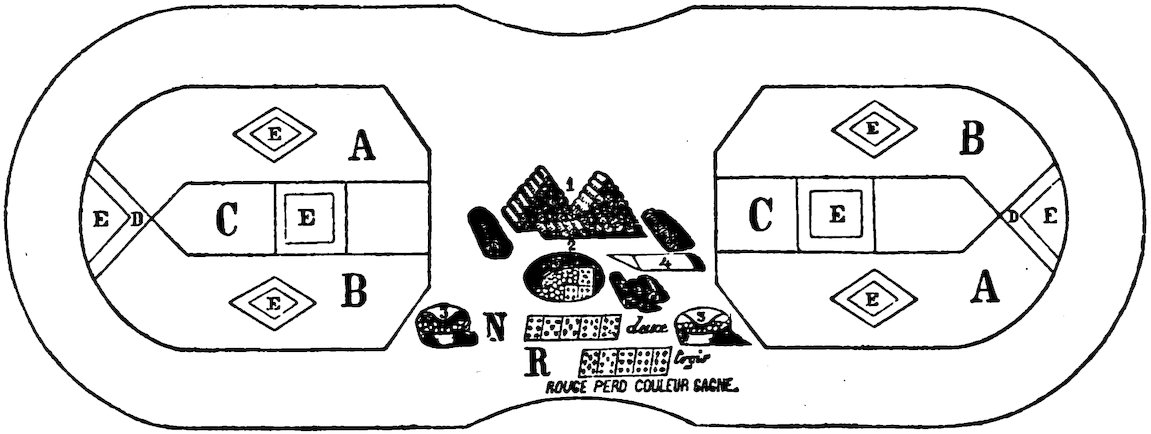 E A
E D C E
E B
E B
C E D E
E A
1
2
4
3 N deux 3
R trois
ROUGE PERD COULEUR GAGNE.